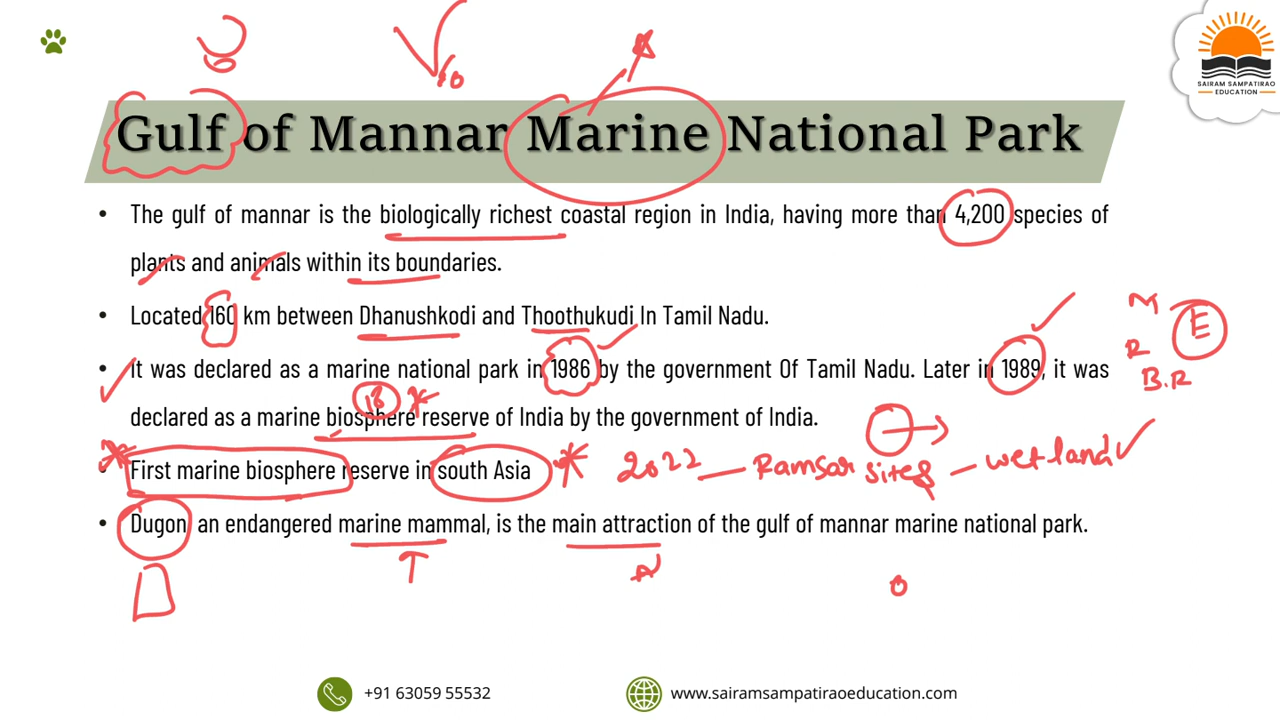 SAIRAM SAMPATIRAO
EDUCATION
Gulf of Mannar Marine National Park
• The gulf of mannar is the biologically richest coastal region in India, having more than 4,200 species of
plants and animals within its boundaries.
• Located 160 km between Dhanushkodi and Thoothukudi In Tamil Nadu.
M
E
R
B.R
• It was declared as a marine national park in 1986 by the government Of Tamil Nadu. Later in 1989, it was
18
declared as a marine biosphere reserve of India by the government of India.
• First marine biosphere reserve in south Asia
2022 — Ramsar sites — wetland
• Dugon, an endangered marine mammal, is the main attraction of the gulf of mannar marine national park.
T
N
+91 63059 55532
www.sairamsampatiraoeducation.com